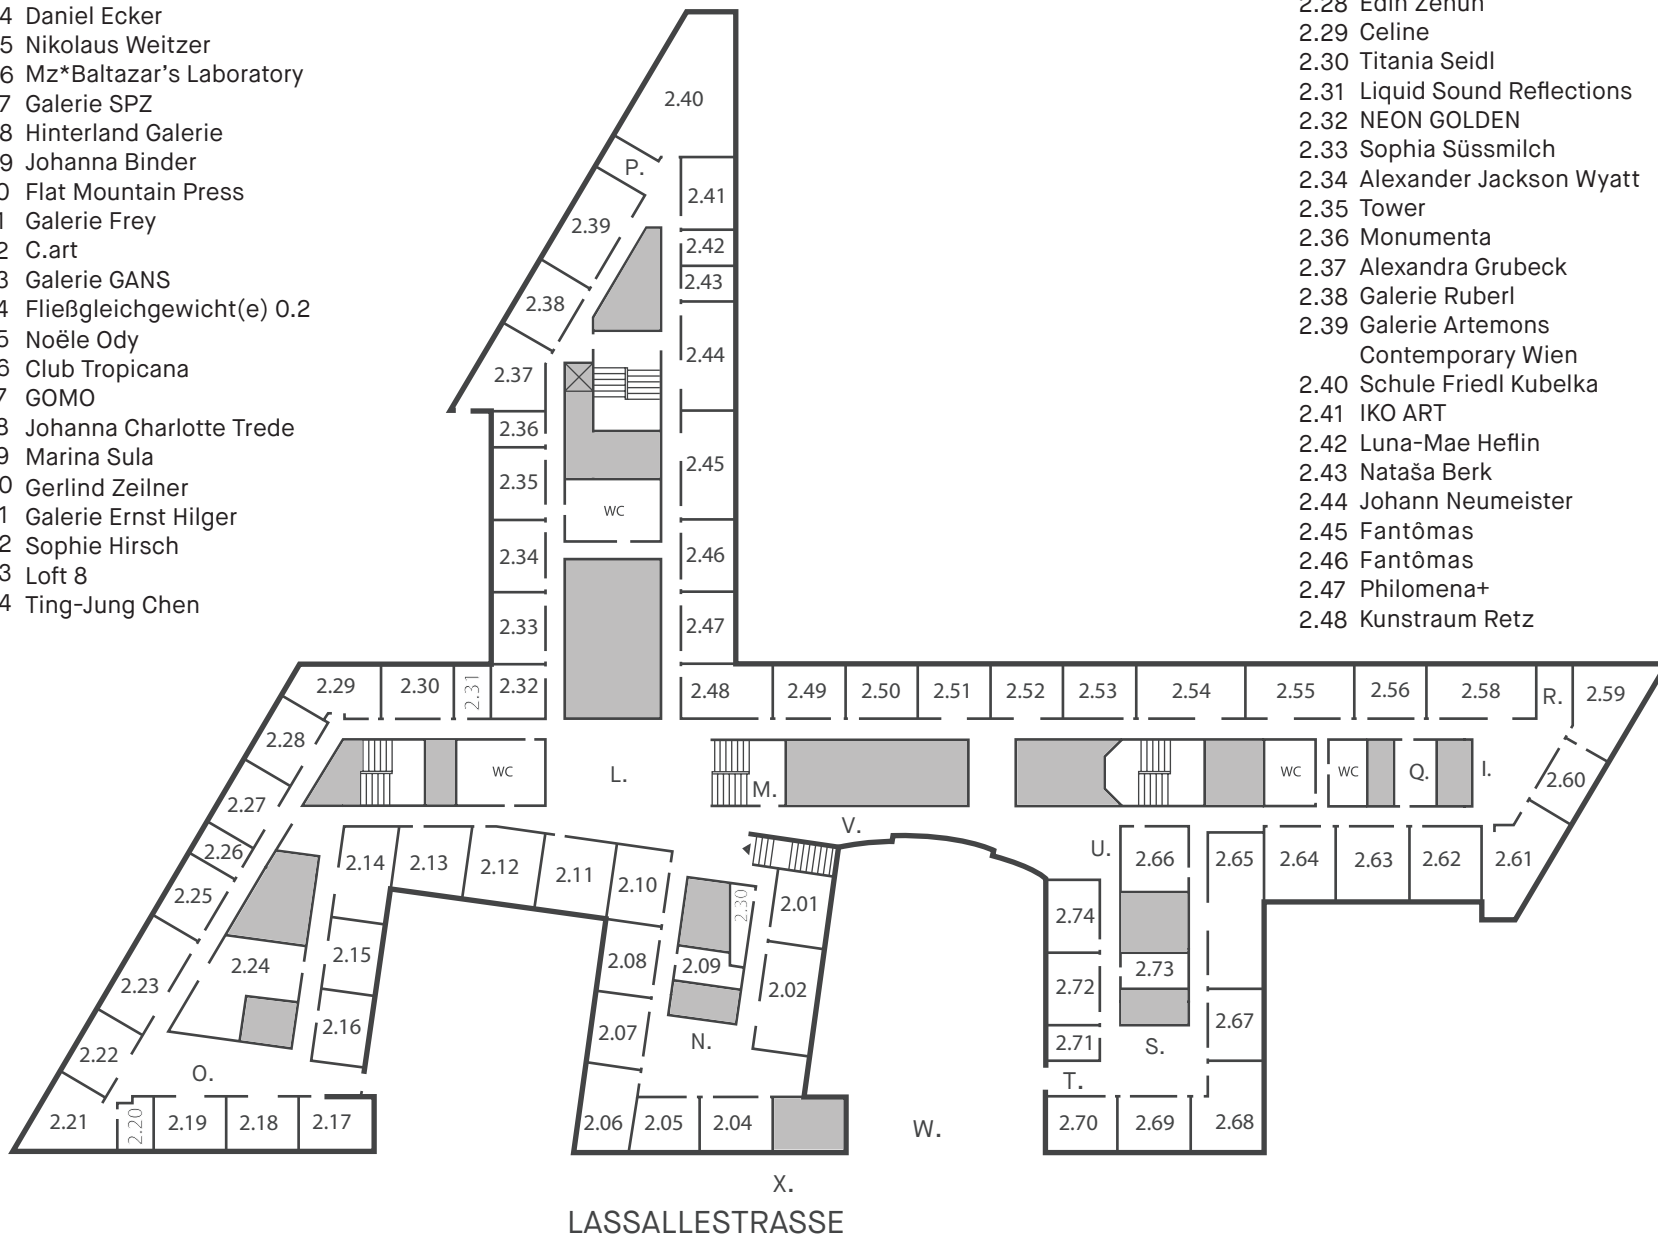 4 Daniel Ecker
5 Nikolaus Weitzer
6 Mz*Baltazar's Laboratory
7 Galerie SPZ
8 Hinterland Galerie
9 Johanna Binder
0 Flat Mountain Press
1 Galerie Frey
2 C.art
3 Galerie GANS
4 Fließgleichgewicht(e) 0.2
5 Noële Ody
6 Club Tropicana
7 GOMO
8 Johanna Charlotte Trede
9 Marina Sula
0 Gerlind Zeilner
1 Galerie Ernst Hilger
2 Sophie Hirsch
3 Loft 8
4 Ting-Jung Chen
2.28 Edin Zenun
2.29 Celine
2.30 Titania Seidl
2.31 Liquid Sound Reflections
2.32 NEON GOLDEN
2.33 Sophia Süssmilch
2.34 Alexander Jackson Wyatt
2.35 Tower
2.36 Monumenta
2.37 Alexandra Grubeck
2.38 Galerie Ruberl
2.39 Galerie Artemons
Contemporary Wien
2.40 Schule Friedl Kubelka
2.41 IKO ART
2.42 Luna-Mae Heflin
2.43 Nataša Berk
2.44 Johann Neumeister
2.45 Fantômas
2.46 Fantômas
2.47 Philomena+
2.48 Kunstraum Retz
2.40
P.
2.41
2.39
2.42
2.43
2.38
2.44
2.37
2.36
2.45
2.35
WC
2.34
2.46
2.33
2.47
2.29 2.30 2.31 2.32 2.48 2.49 2.50 2.51 2.52 2.53 2.54 2.55 2.56 2.58 R. 2.59
2.28
WC L. M. WC WC Q. I. 2.60
2.27
V.
2.26 2.14 2.13 2.12 2.11 2.10 U. 2.66 2.65 2.64 2.63 2.62 2.61
2.25 2.30 2.01 2.74
2.24 2.15 2.08 2.09 2.73
2.23 2.02 2.72
2.16 2.07 N. 2.71 S. 2.67
2.22
O. T.
2.21 2.20 2.19 2.18 2.17 2.06 2.05 2.04 W. 2.70 2.69 2.68
X.
LASSALLESTRASSE